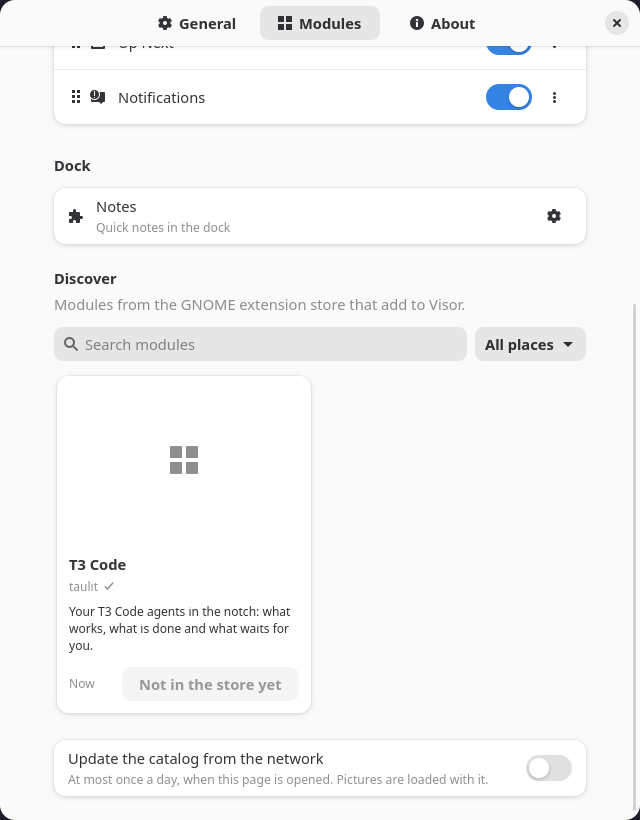 General
Modules
About
Up Next
Notifications
Dock
Notes
Quick notes in the dock
Discover
Modules from the GNOME extension store that add to Visor.
Search modules
All places
T3 Code
taulit
Your T3 Code agents in the notch: what
works, what is done and what waits for
you.
Now
Not in the store yet
Update the catalog from the network
At most once a day, when this page is opened. Pictures are loaded with it.